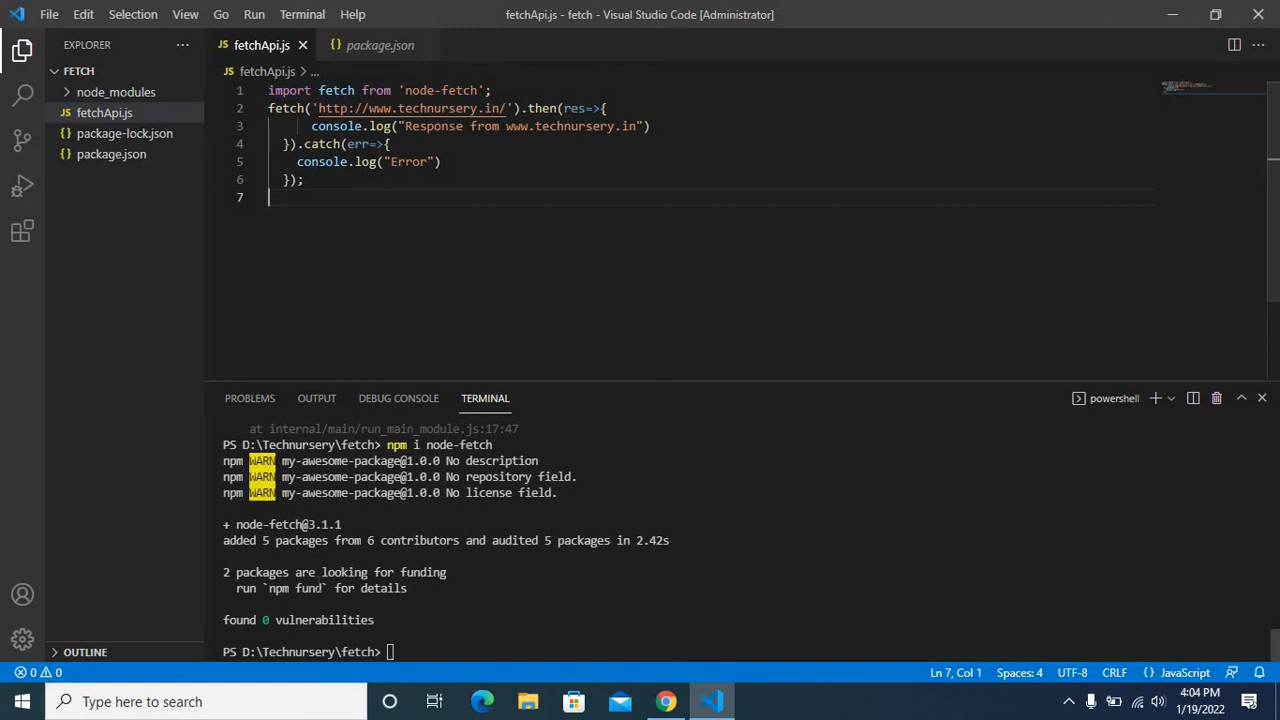 File Edit Selection View Go Run Terminal Help
fetchApi.js - fetch - Visual Studio Code [Administrator]
EXPLORER
FETCH
node_modules
JS fetchApi.js
{} package-lock.json
{} package.json
OUTLINE
JS fetchApi.js
{} package.json
JS fetchApi.js > ...
1 import fetch from 'node-fetch';
2 fetch('http://www.technursery.in/').then(res=>{
3 console.log("Response from www.technursery.in")
4 }).catch(err=>{
5 console.log("Error")
6 });
7
PROBLEMS OUTPUT DEBUG CONSOLE TERMINAL
powershell
at internal/main/run_main_module.js:17:47
PS D:\Technursery\fetch> npm i node-fetch
npm WARN my-awesome-package@1.0.0 No description
npm WARN my-awesome-package@1.0.0 No repository field.
npm WARN my-awesome-package@1.0.0 No license field.
+ node-fetch@3.1.1
added 5 packages from 6 contributors and audited 5 packages in 2.42s
2 packages are looking for funding
run `npm fund` for details
found 0 vulnerabilities
PS D:\Technursery\fetch>
0 0
Ln 7, Col 1 Spaces: 4 UTF-8 CRLF {} JavaScript
Type here to search
4:04 PM
1/19/2022